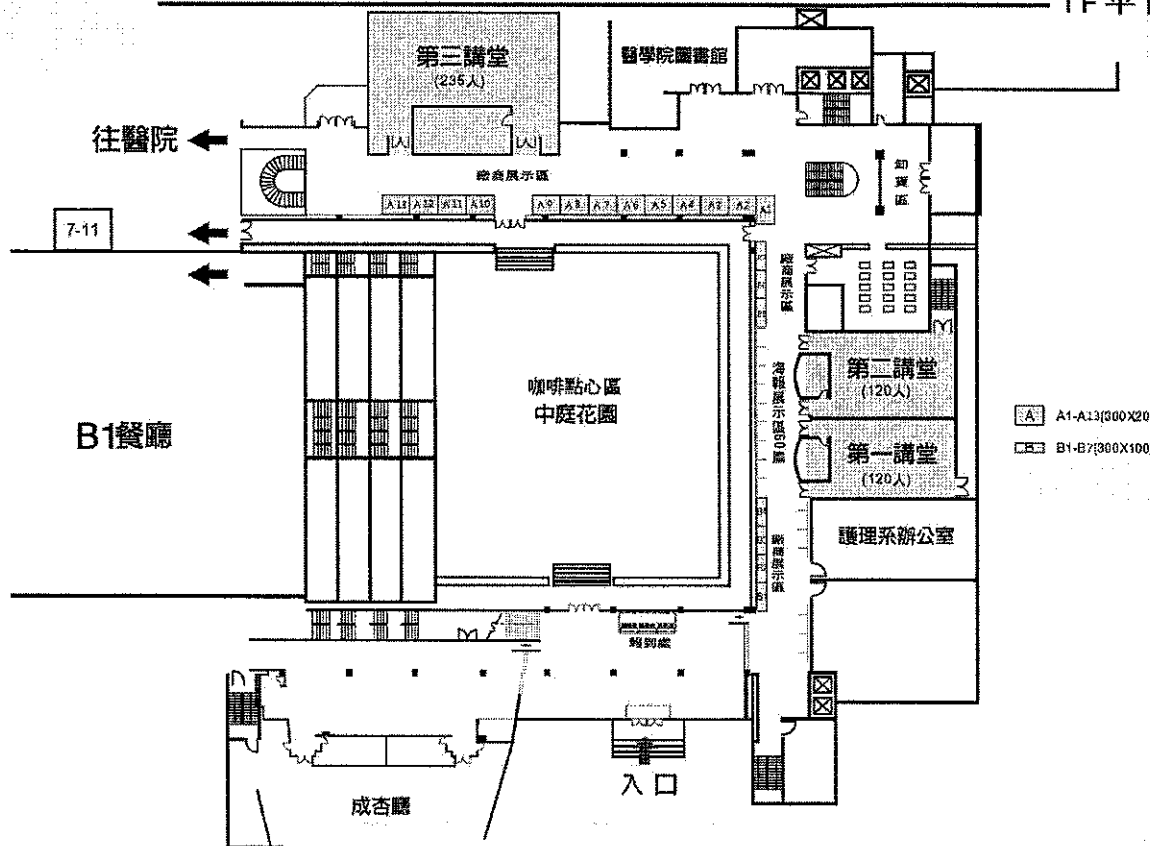 1F 平
第三講堂
(235人)
醫學院圖書館
往醫院
廠商展示區
卸貨區
A13 A12 A11 A10 A9 A8 A7 A6 A5 A4 A3 A2 A1
7-11
廠商展示區
第二講堂
(120人)
咖啡點心區
中庭花園
海報展示區60席
B1餐廳
A A1-A13(300X20
B B1-B7(300X100
第一講堂
(120人)
護理系辦公室
廠商展示區
報到處
入口
成杏廳